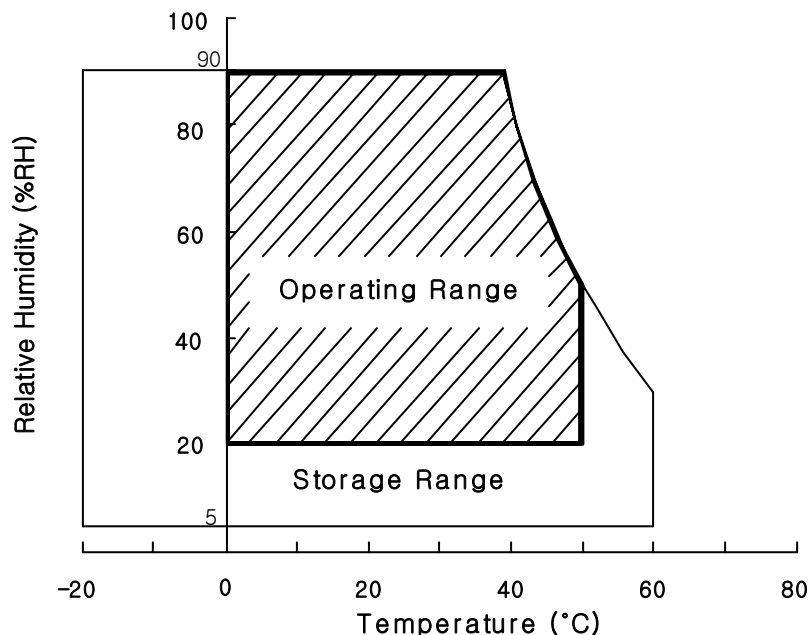 100
90
80
60
Operating Range
40
20
Storage Range
5
-20 0 20 40 60 80
Temperature (°C)
Relative Humidity (%RH)